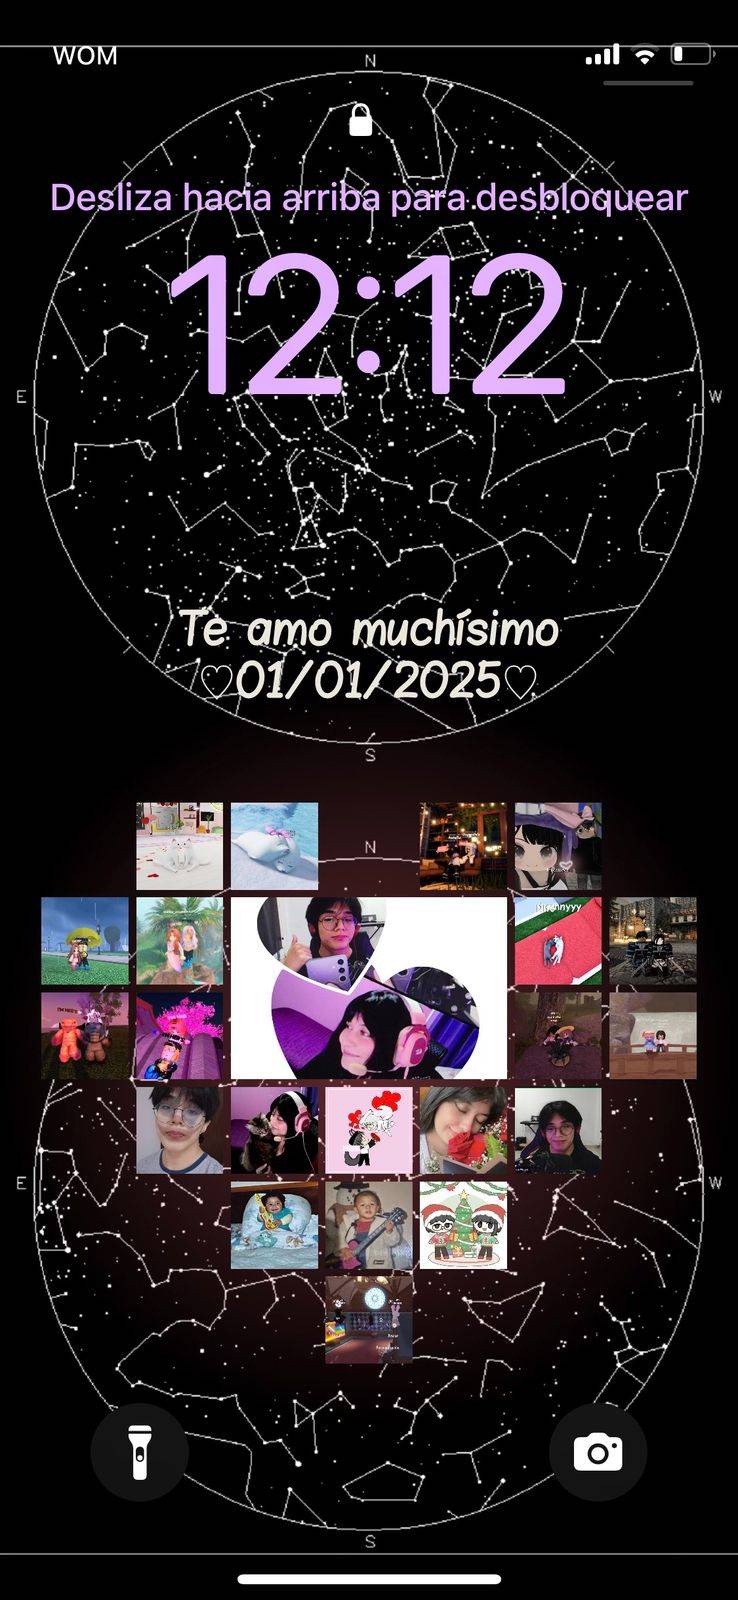 WOM
N
Desliza hacia arriba para desbloquear
12:12
E
W
Te amo muchísimo
♡01/01/2025♡
S
N
E
W
S